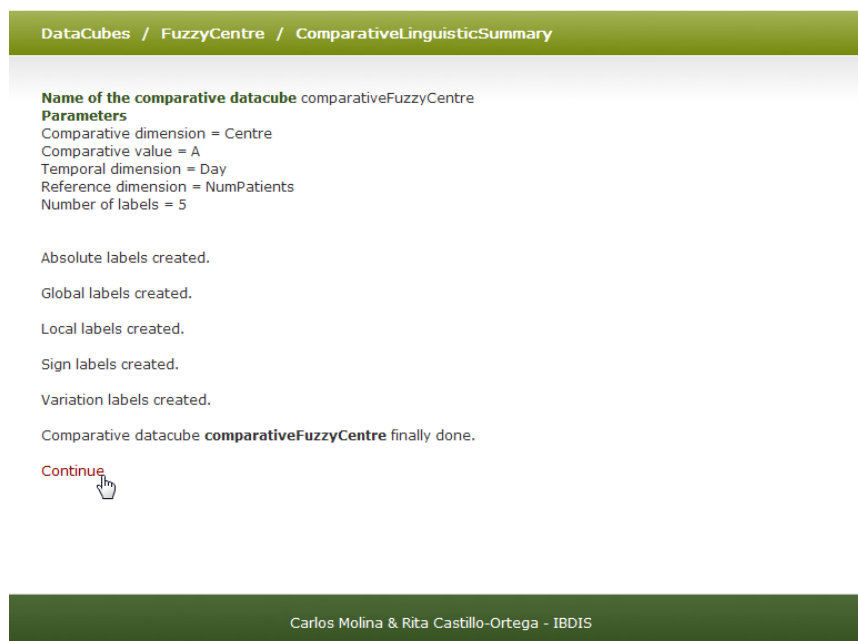 DataCubes / FuzzyCentre / ComparativeLinguisticSummary
Name of the comparative datacube comparativeFuzzyCentre
Parameters
Comparative dimension = Centre
Comparative value = A
Temporal dimension = Day
Reference dimension = NumPatients
Number of labels = 5
Absolute labels created.
Global labels created.
Local labels created.
Sign labels created.
Variation labels created.
Comparative datacube comparativeFuzzyCentre finally done.
Continue
Carlos Molina & Rita Castillo-Ortega - IBDIS